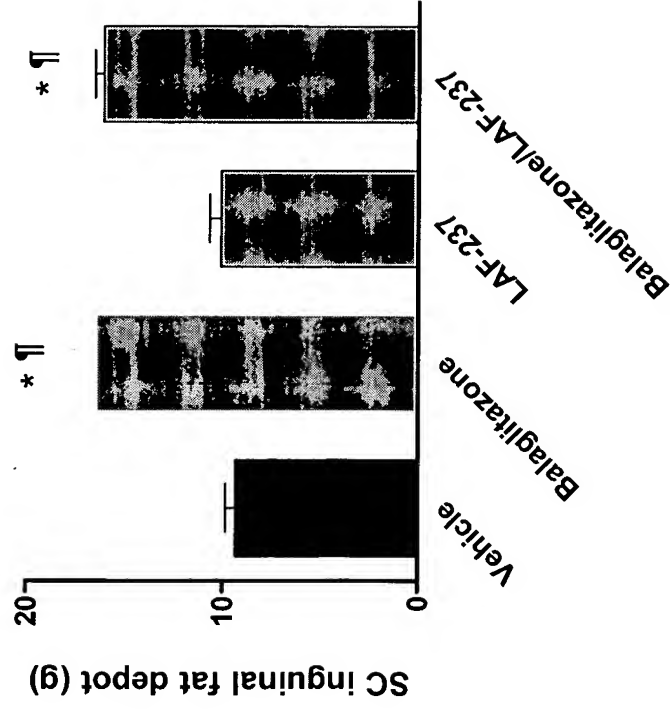 * ¶
* ¶
20
10
0
SC inguinal fat depot (g)
Vehicle
Balaglitazone
LAF-237
Balaglitazone/LAF-237